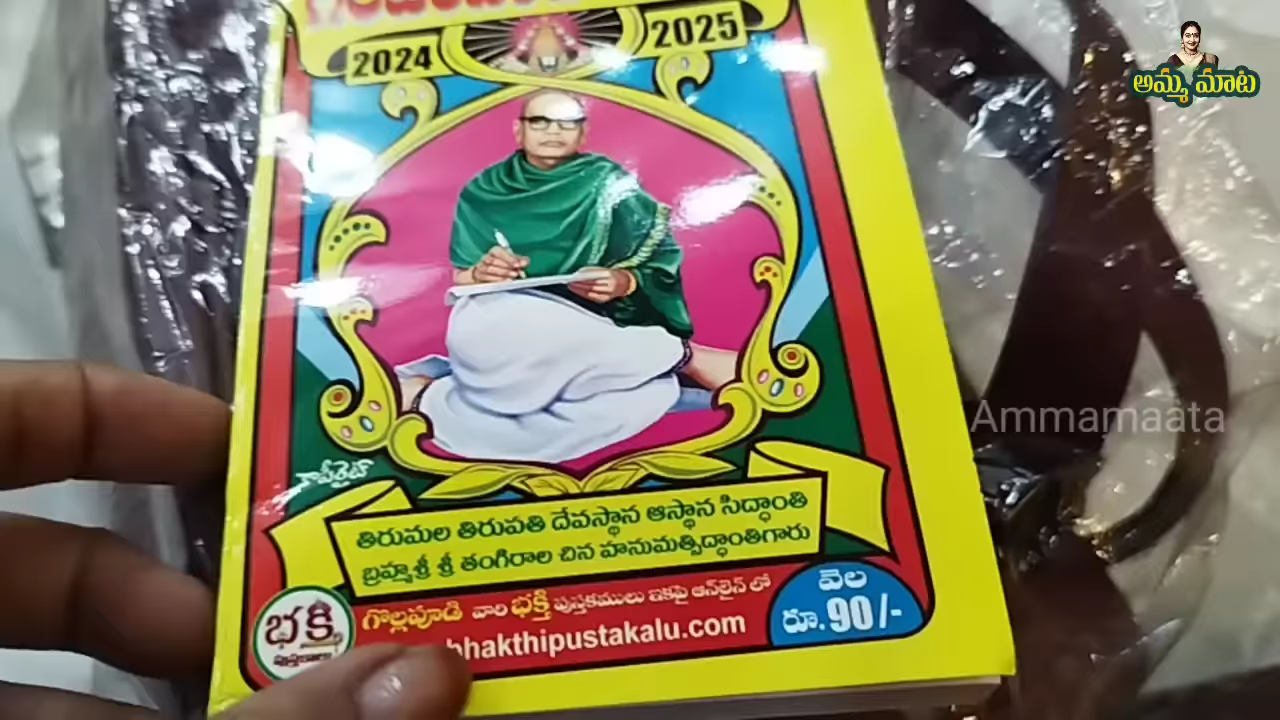 అమ్మ మాట
2024
2025
Ammamaata
కాపీరైట్
తిరుమల తిరుపతి దేవస్థాన ఆస్థాన సిద్ధాంతి
బ్రహ్మశ్రీ శ్రీ తంగిరాల చిన హనుమత్సిద్ధాంతిగారు
భక్తి
గొల్లపూడి వారి భక్తి పుస్తకములు ఇకపై ఆన్‌లైన్ లో
bhakthipustakalu.com
వెల
రూ. 90/-